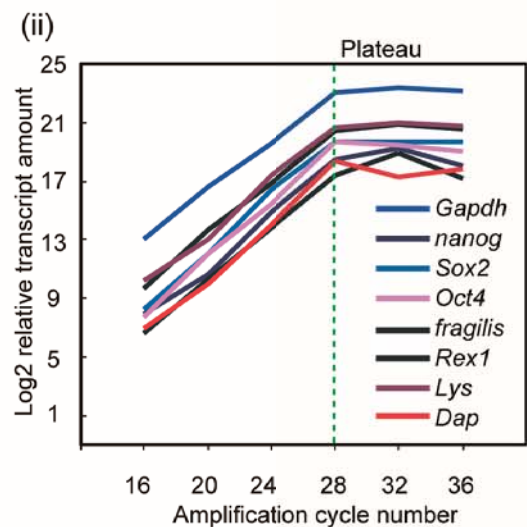 (ii)
Plateau
25
21
17
13
9
5
1
Log2 relative transcript amount
Gapdh
nanog
Sox2
Oct4
fragilis
Rex1
Lys
Dap
16 20 24 28 32 36
Amplification cycle number